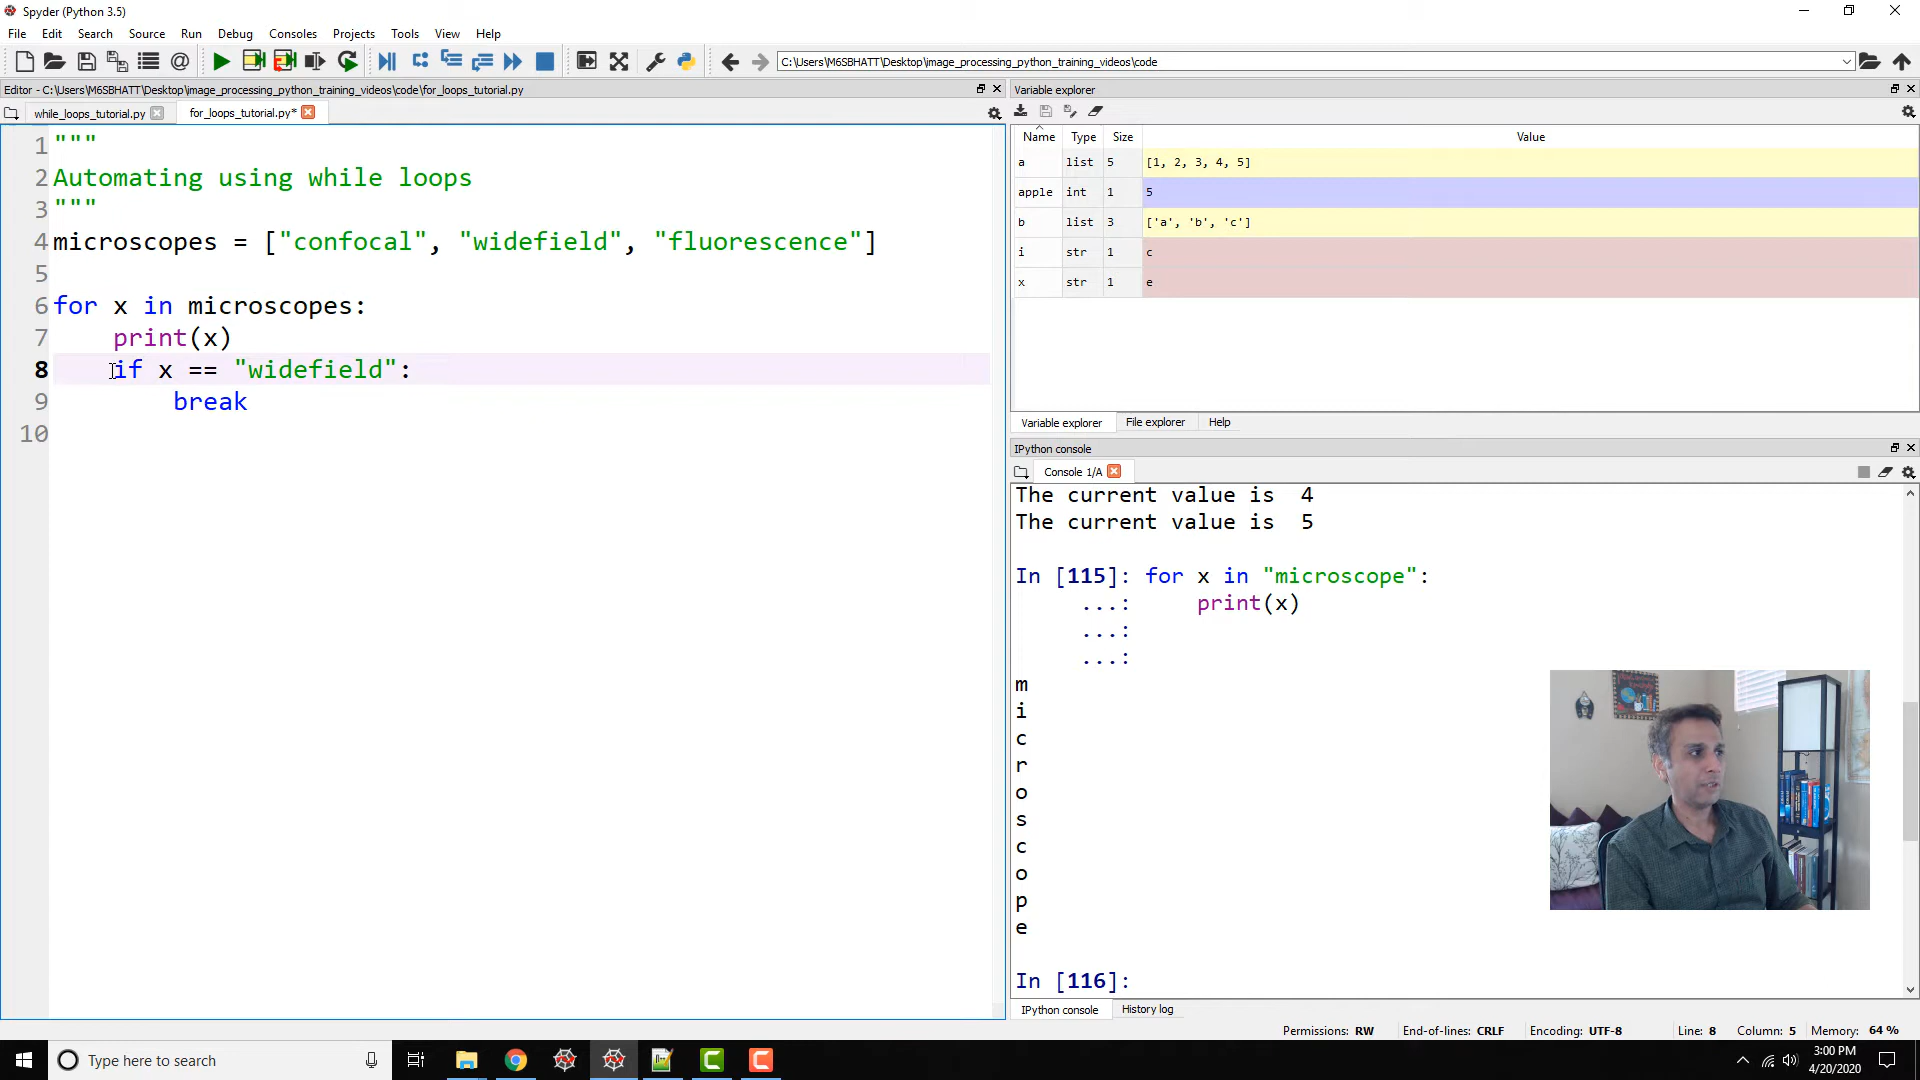 Spyder (Python 3.5)
File Edit Search Source Run Debug Consoles Projects Tools View Help
C:\Users\M6SBHATT\Desktop\image_processing_python_training_videos\code
Editor - C:\Users\M6SBHATT\Desktop\image_processing_python_training_videos\code\for_loops_tutorial.py
while_loops_tutorial.py for_loops_tutorial.py*
1 """
2 Automating using while loops
3 """
4 microscopes = ["confocal", "widefield", "fluorescence"]
5
6 for x in microscopes:
7 print(x)
8 if x == "widefield":
9 break
10
Variable explorer
Name Type Size Value
a list 5 [1, 2, 3, 4, 5]
apple int 1 5
b list 3 ['a', 'b', 'c']
i str 1 c
x str 1 e
Variable explorer File explorer Help
IPython console
Console 1/A
The current value is 4
The current value is 5
In [115]: for x in "microscope":
...: print(x)
...:
...:
m
i
c
r
o
s
c
o
p
e
In [116]:
IPython console History log
Permissions: RW End-of-lines: CRLF Encoding: UTF-8 Line: 8 Column: 5 Memory: 64 %
Type here to search
3:00 PM
4/20/2020